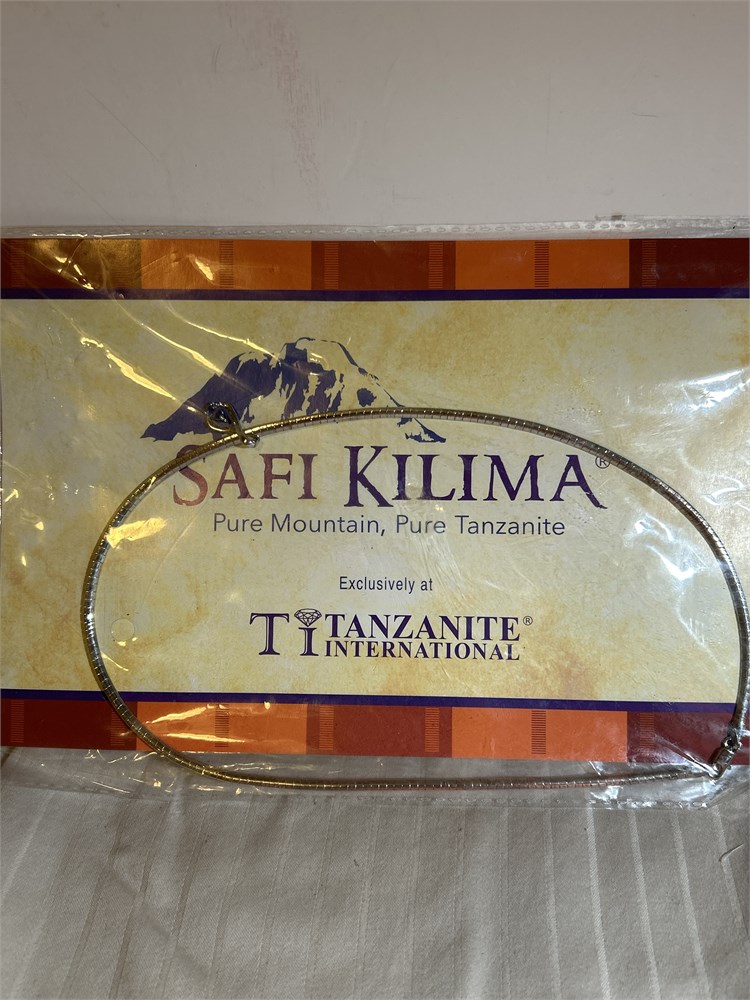 SAFI KILIMA®
Pure Mountain, Pure Tanzanite
Exclusively at
Ti TANZANITE®
INTERNATIONAL